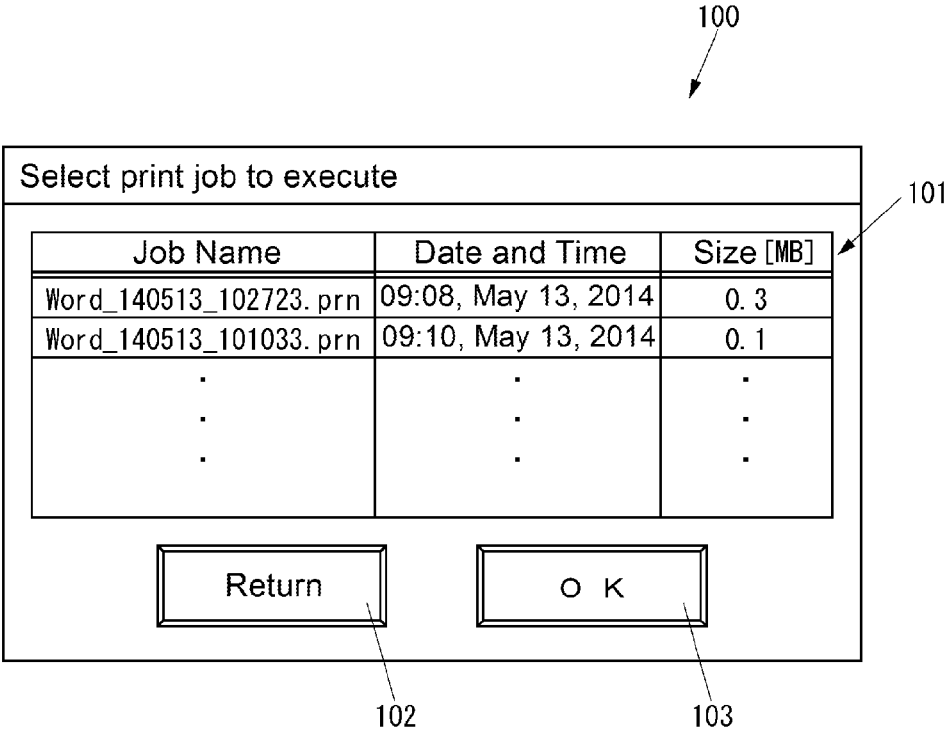 100
Select print job to execute
101
Job Name Date and Time Size [MB]
Word_140513_102723.prn 09:08, May 13, 2014 0.3
Word_140513_101033.prn 09:10, May 13, 2014 0.1
Return OK
102 103